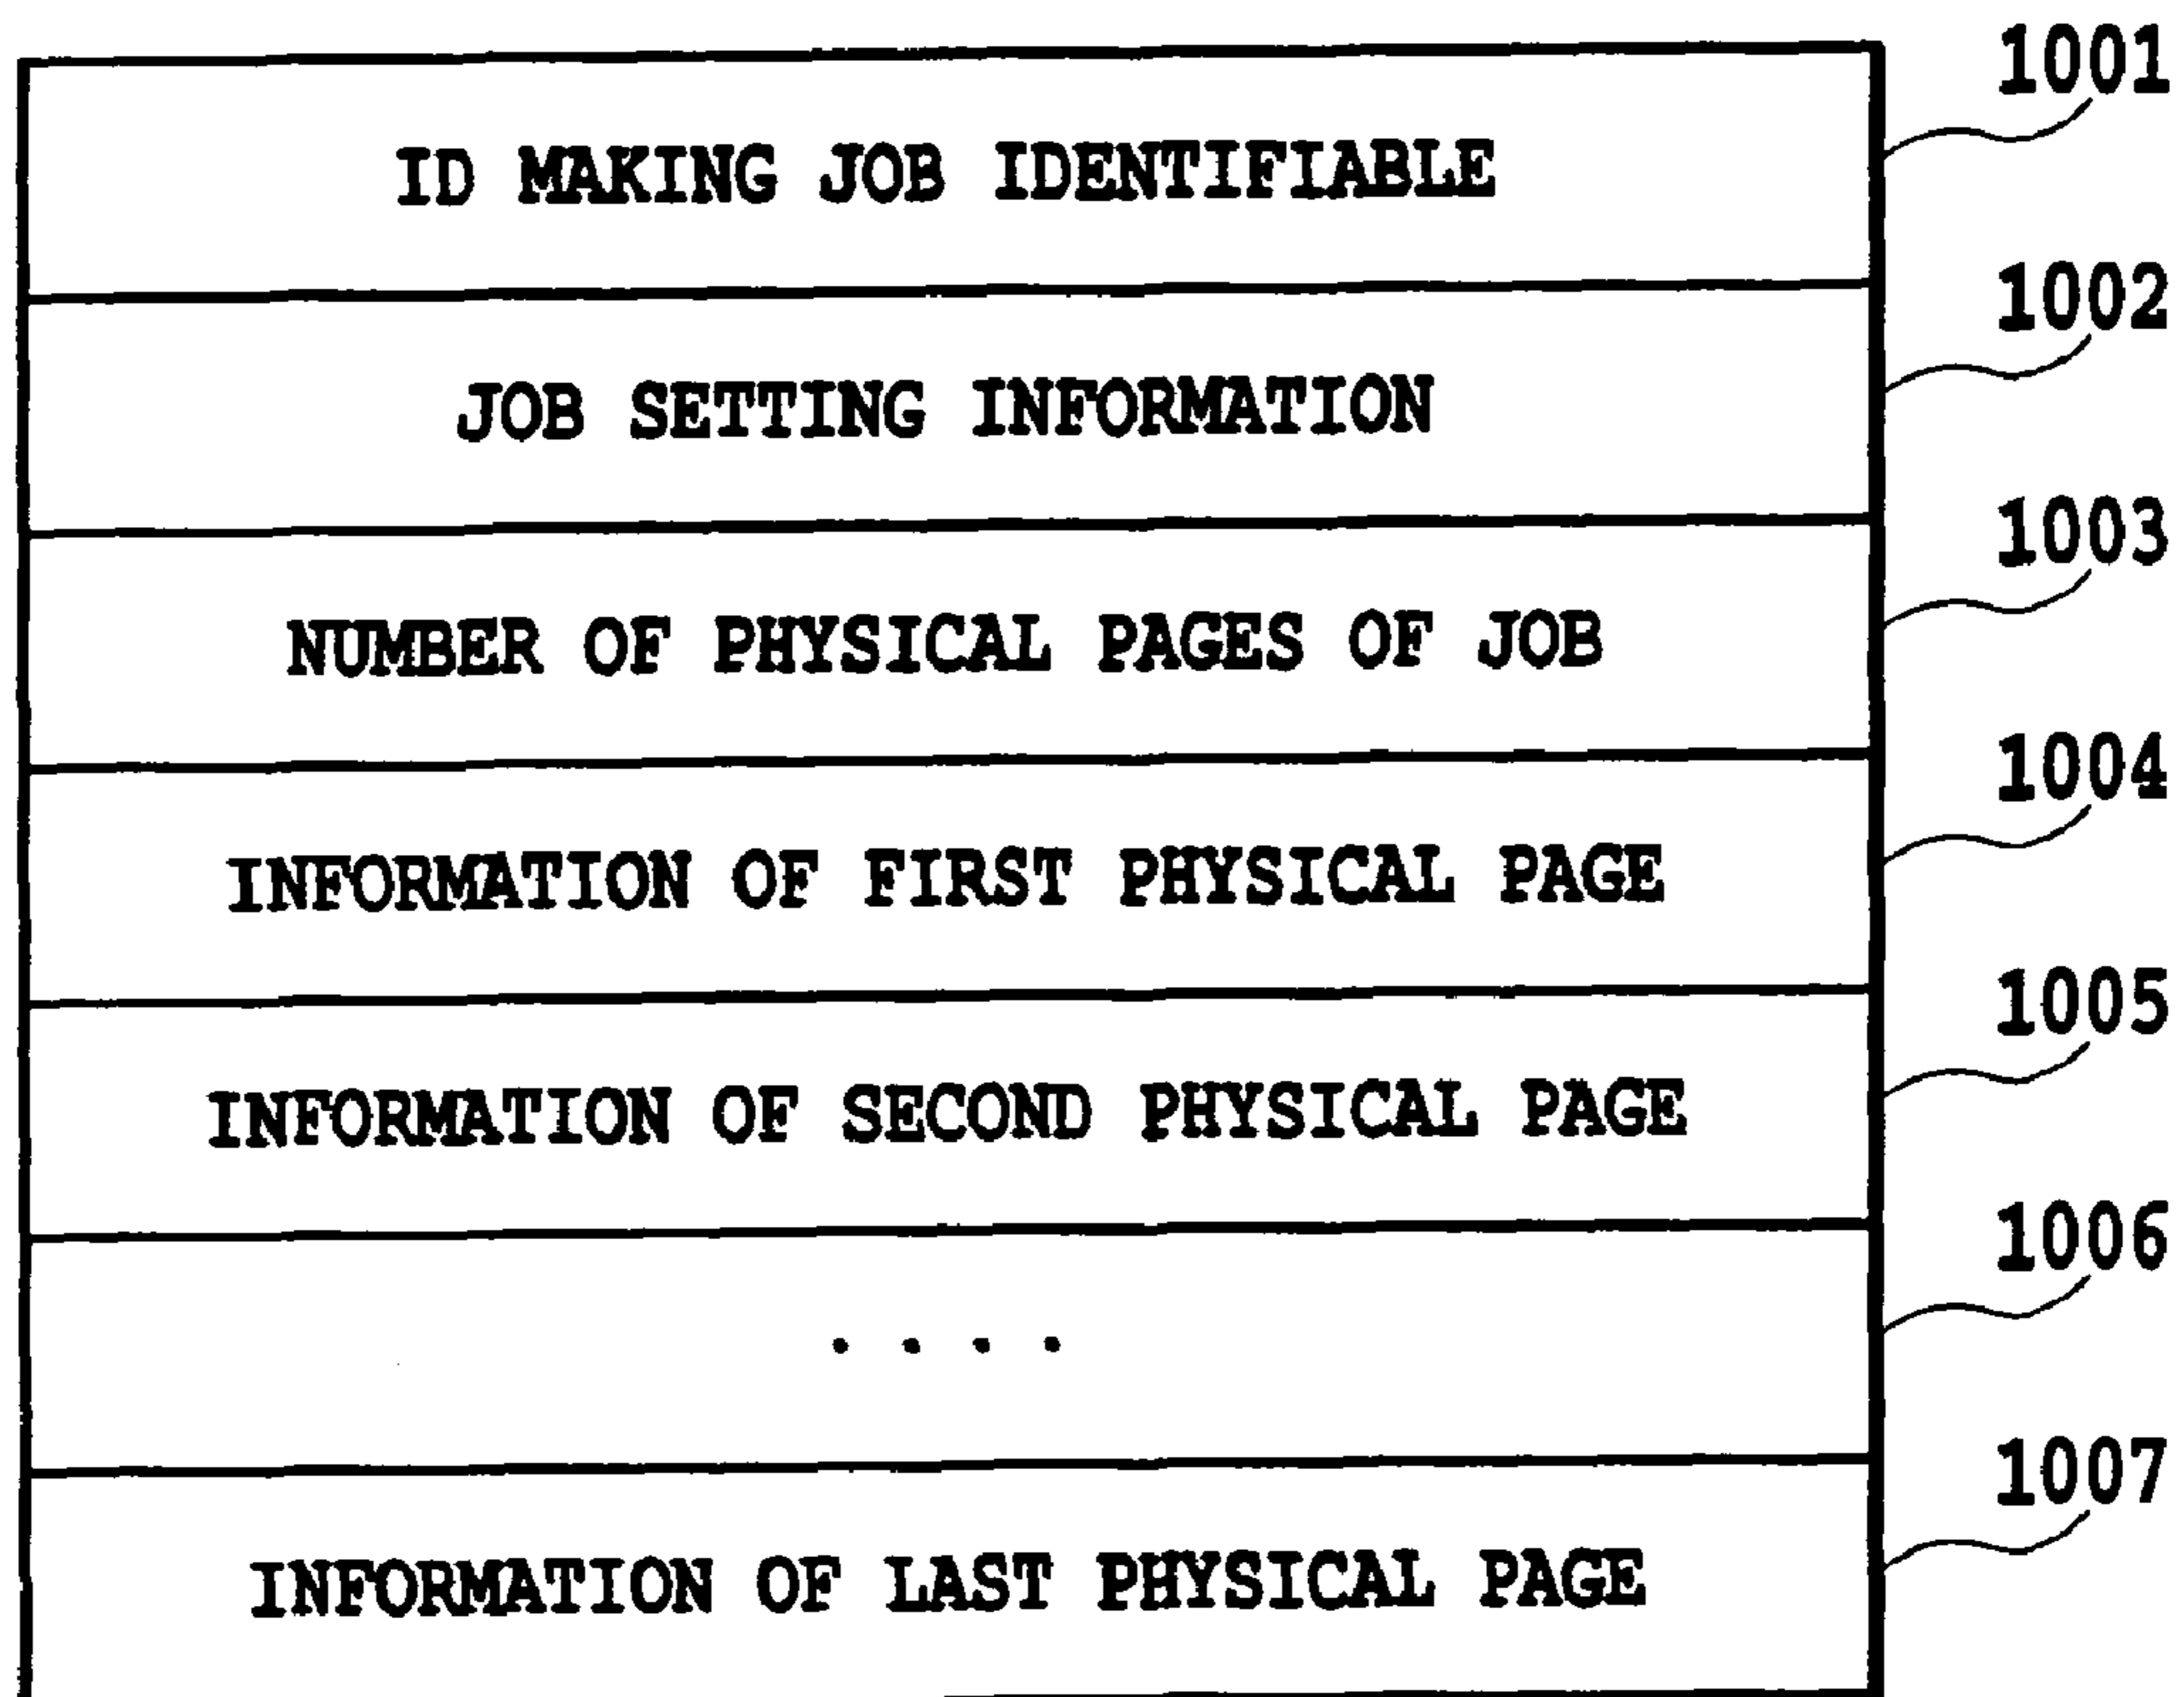 1001
ID MAKING JOB IDENTIFIABLE
1002
JOB SETTING INFORMATION
1003
NUMBER OF PHYSICAL PAGES OF JOB
1004
INFORMATION OF FIRST PHYSICAL PAGE
1005
INFORMATION OF SECOND PHYSICAL PAGE
1006
. . . .
1007
INFORMATION OF LAST PHYSICAL PAGE